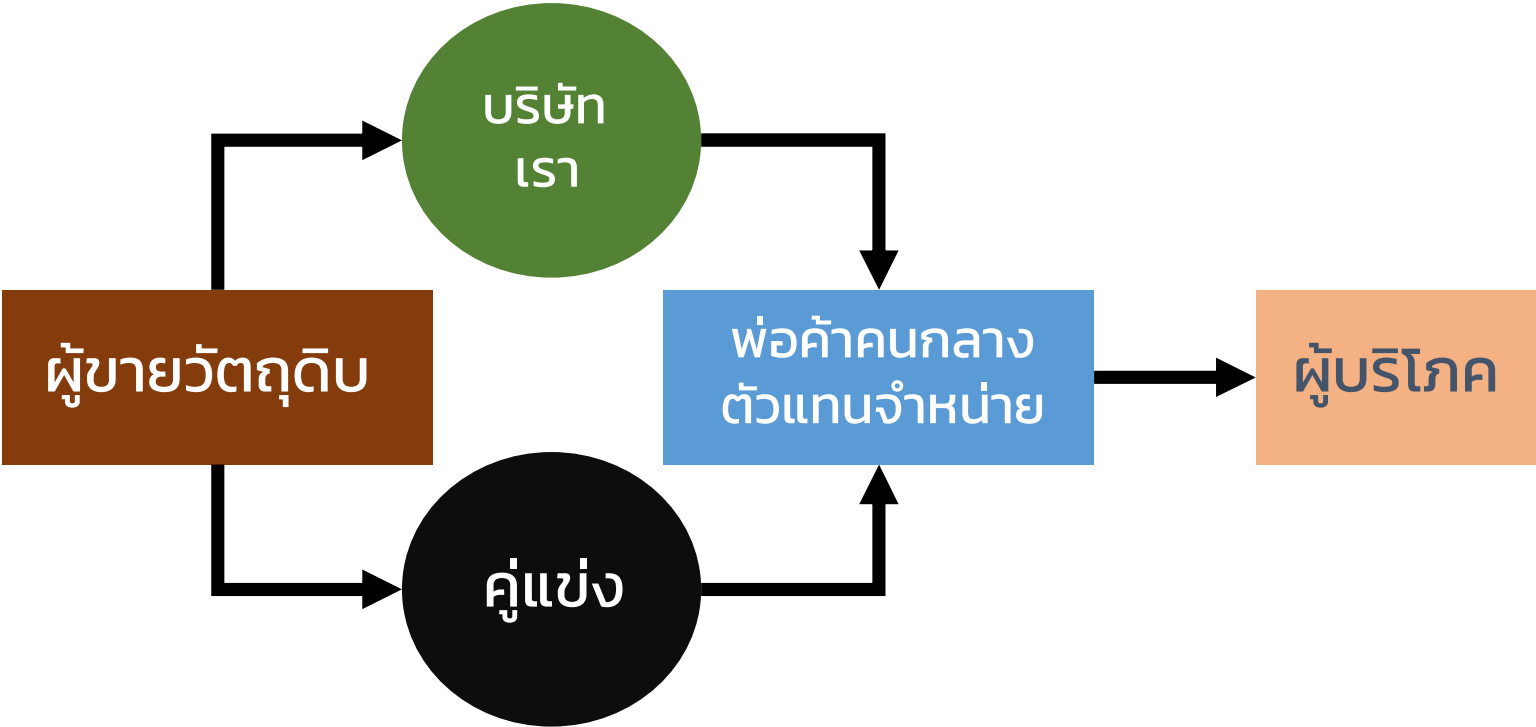 บริษัท
เรา
ผู้ขายวัตถุดิบ
พ่อค้าคนกลาง
ตัวแทนจำหน่าย
ผู้บริโภค
คู่แข่ง